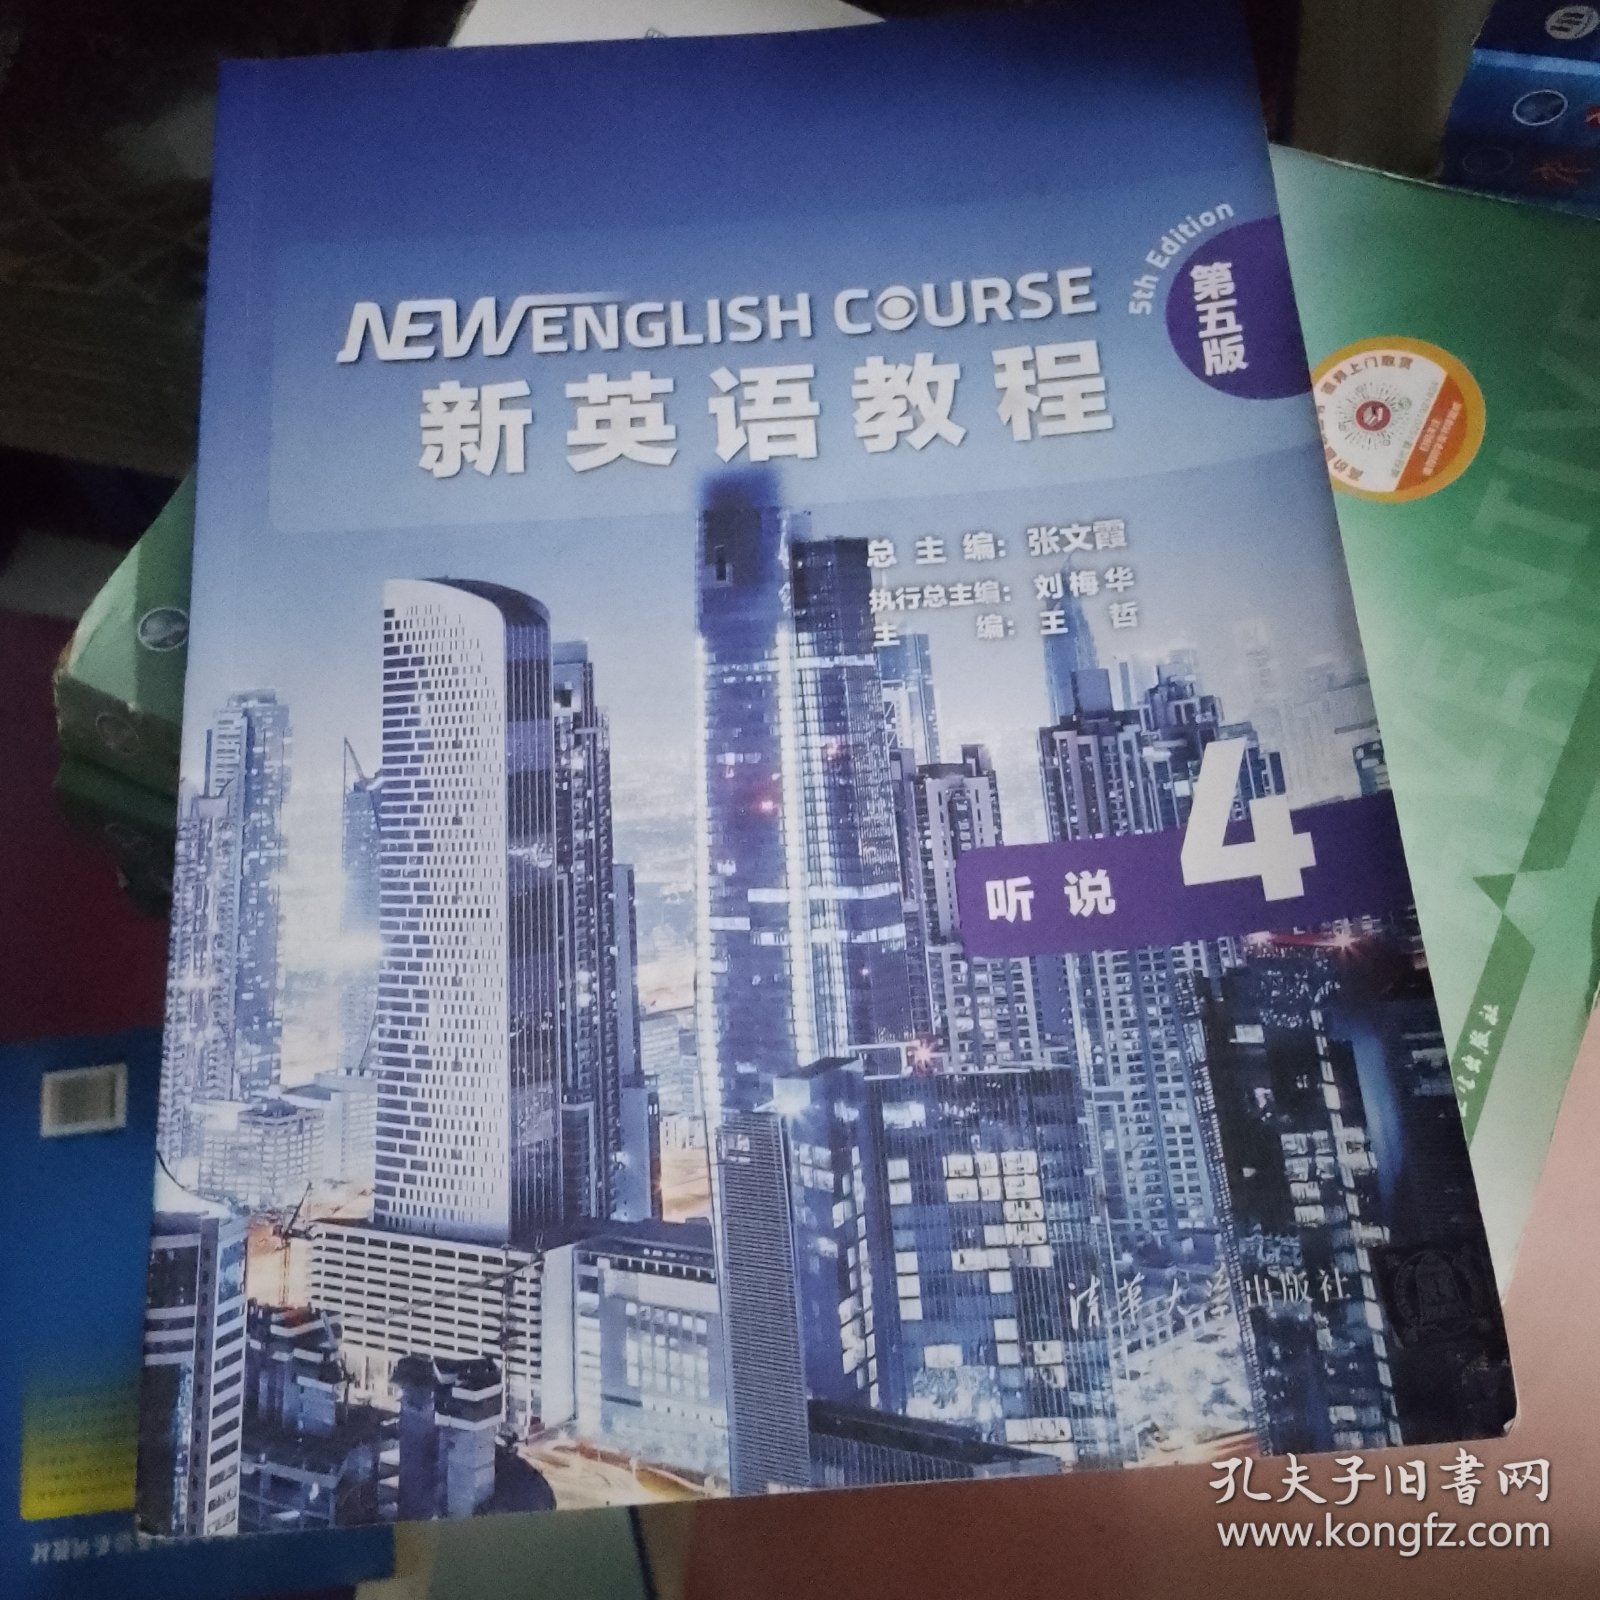 NEW ENGLISH COURSE
新英语教程
5th Edition
第五版
总主编：张文霞
执行总主编：刘梅华
主编：王哲
听说 4
清华大学出版社
孔夫子旧书网
www.kongfz.com